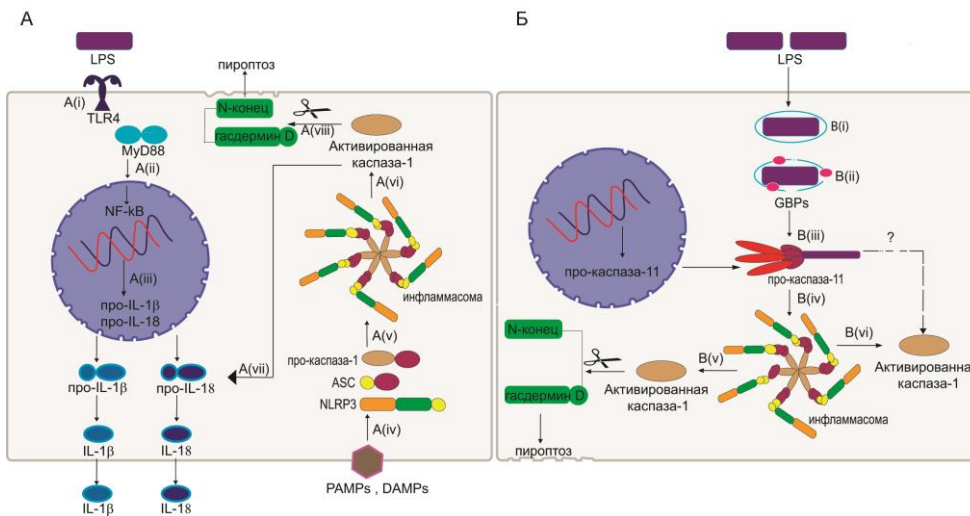 А
LPS
A(i)
TLR4
MyD88
A(ii)
NF-kB
A(iii)
про-IL-1β
про-IL-18
про-IL-1β
про-IL-18
IL-1β
IL-18
IL-1β
IL-18
пироптоз
N-конец
гасдермин D
A(viii)
Активированная
каспаза-1
A(vi)
инфламмасома
A(v)
про-каспаза-1
ASC
NLRP3
A(vii)
A(iv)
PAMPs , DAMPs
Б
LPS
B(i)
B(ii)
GBPs
B(iii)
?
про-каспаза-11
про-каспаза-11
B(iv)
N-конец
B(v)
B(vi)
Активированная
каспаза-1
Активированная
каспаза-1
гасдермин D
инфламмасома
пироптоз